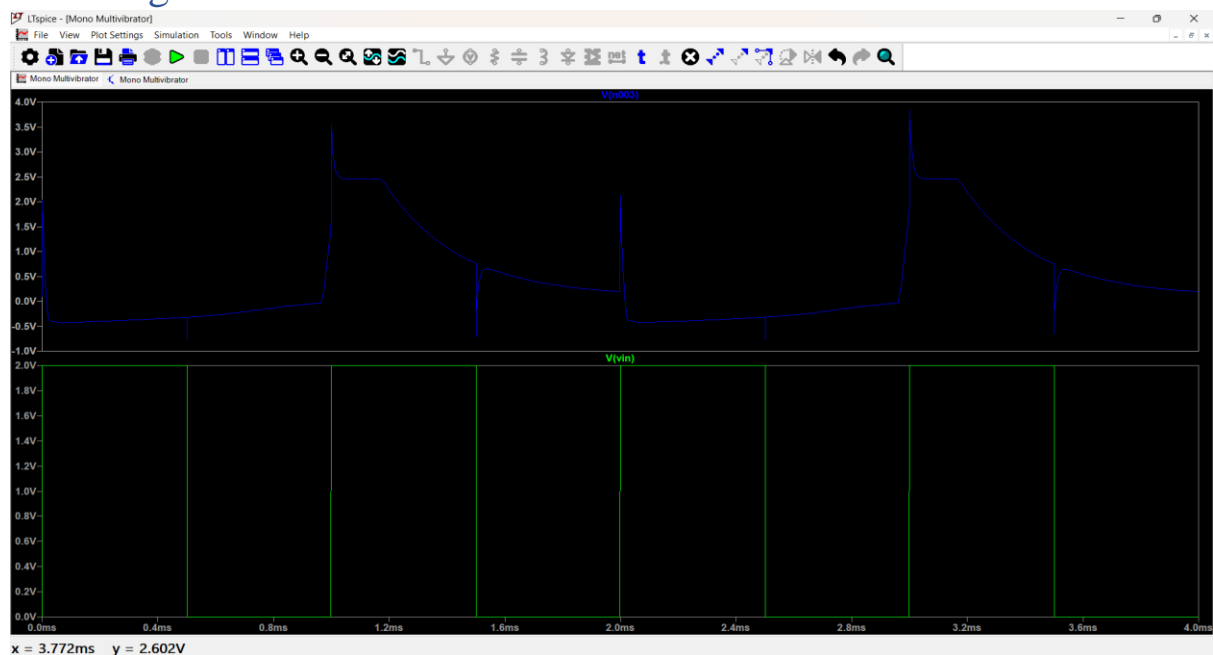 LTspice - [Mono Multivibrator]
File View Plot Settings Simulation Tools Window Help
Mono Multivibrator Mono Multivibrator
V(n003)
4.0V
3.5V
3.0V
2.5V
2.0V
1.5V
1.0V
0.5V
0.0V
-0.5V
-1.0V
V(vin)
2.0V
1.8V
1.6V
1.4V
1.2V
1.0V
0.8V
0.6V
0.4V
0.2V
0.0V
0.0ms 0.4ms 0.8ms 1.2ms 1.6ms 2.0ms 2.4ms 2.8ms 3.2ms 3.6ms 4.0ms
x = 3.772ms y = 2.602V